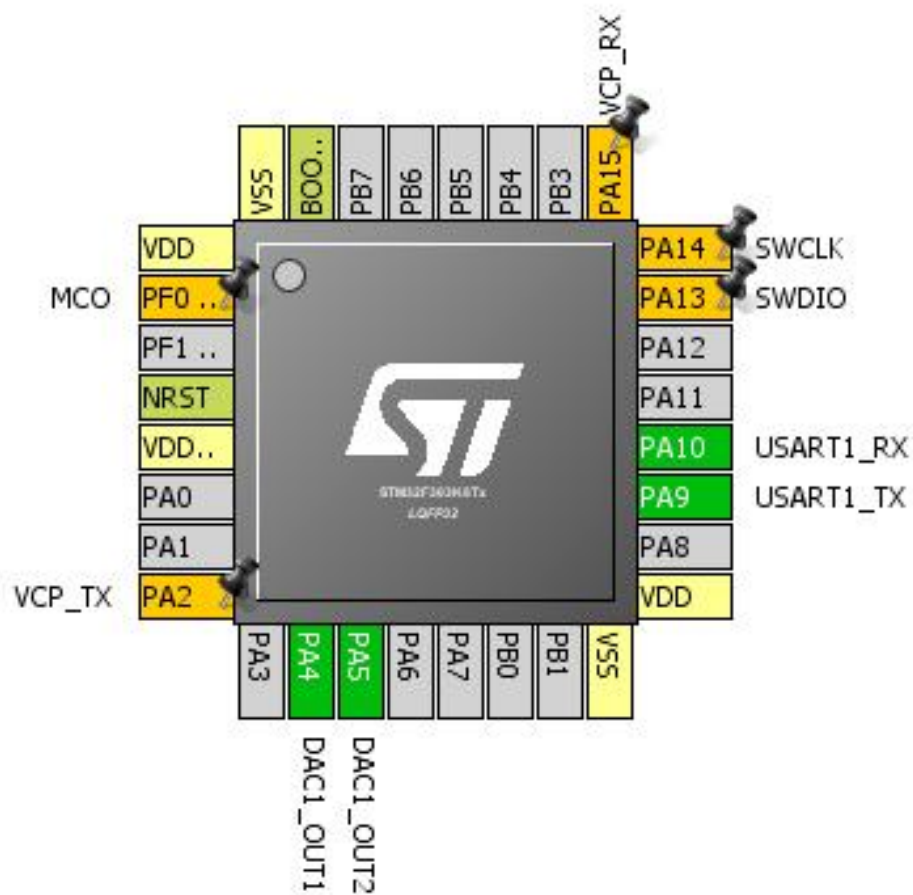 VCP_RX
VSS
BOO..
PB7
PB6
PB5
PB4
PB3
PA15
VDD
PA14 SWCLK
MCO PF0 ..
PA13 SWDIO
PF1 ..
PA12
NRST
PA11
VDD..
PA10 USART1_RX
PA0
PA9 USART1_TX
PA1
PA8
VCP_TX PA2
VDD
ST
LQFP32
PA3
PA4
PA5
PA6
PA7
PB0
PB1
VSS
DAC1_OUT1
DAC1_OUT2